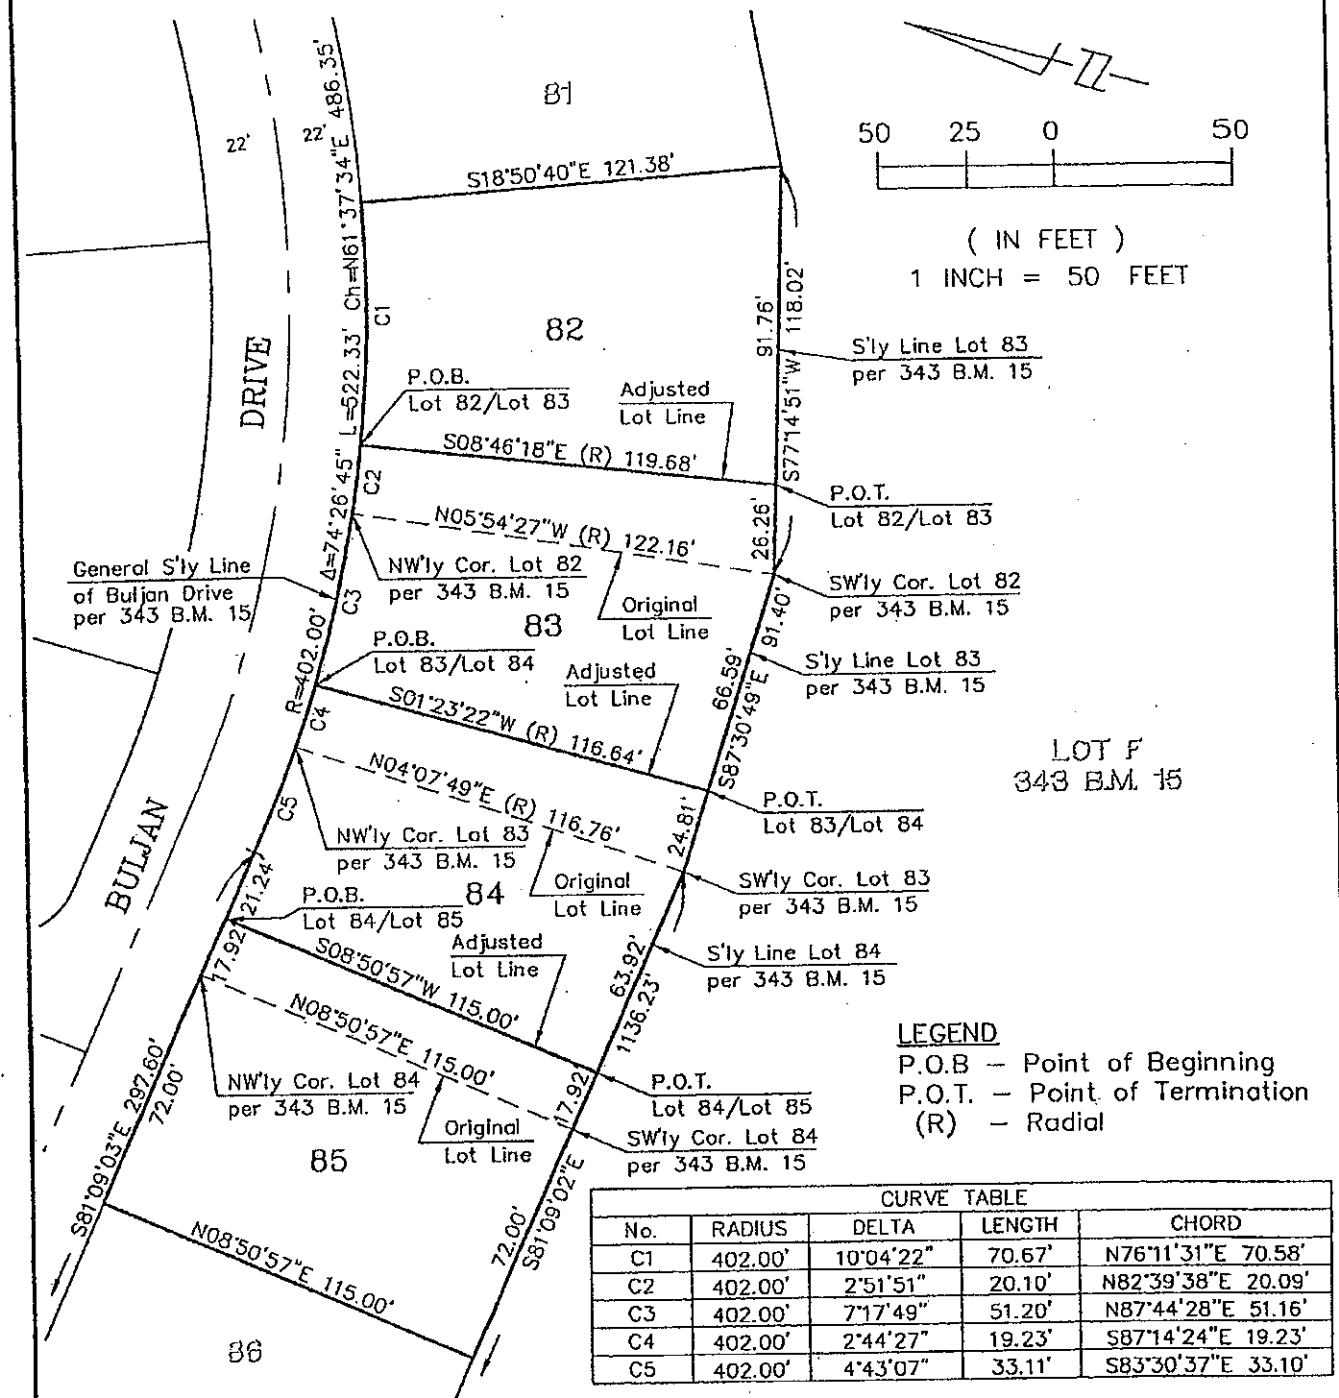 81
22'
22'
50 25 0 50
( IN FEET )
1 INCH = 50 FEET
S18°50'40"E 121.38'
Δ=74°26'45" L=522.33' Ch=N61°37'34"E 486.35'
R=402.00'
C1
82
91.76'
118.02'
S77°14'51"W
DRIVE
S'ly Line Lot 83
per 343 B.M. 15
P.O.B.
Lot 82/Lot 83
Adjusted
Lot Line
S08°46'18"E (R) 119.68'
C2
P.O.T.
Lot 82/Lot 83
26.26'
N05°54'27"W (R) 122.16'
General S'ly Line
of Buljan Drive
per 343 B.M. 15
NW'ly Cor. Lot 82
per 343 B.M. 15
SW'ly Cor. Lot 82
per 343 B.M. 15
C3
Original
Lot Line
83
91.40'
P.O.B.
Lot 83/Lot 84
Adjusted
Lot Line
66.59'
S87°30'49"E
S'ly Line Lot 83
per 343 B.M. 15
S01°23'22"W (R) 116.64'
C4
LOT F
343 B.M. 15
N04°07'49"E (R) 116.76'
P.O.T.
Lot 83/Lot 84
C5
24.81'
BULJAN
NW'ly Cor. Lot 83
per 343 B.M. 15
Original
Lot Line
SW'ly Cor. Lot 83
per 343 B.M. 15
84
21.24'
P.O.B.
Lot 84/Lot 85
17.92'
Adjusted
Lot Line
S08°50'57"W 115.00'
63.92'
1136.23'
S'ly Line Lot 84
per 343 B.M. 15
N08°50'57"E 115.00'
LEGEND
P.O.B – Point of Beginning
P.O.T. – Point of Termination
(R) – Radial
NW'ly Cor. Lot 84
per 343 B.M. 15
P.O.T.
Lot 84/Lot 85
17.92'
Original
Lot Line
SW'ly Cor. Lot 84
per 343 B.M. 15
S81°09'03"E 297.60'
72.00'
85
72.00'
S81°09'02"E
N08°50'57"E 115.00'
86
CURVE TABLE
No. RADIUS DELTA LENGTH CHORD
C1 402.00' 10°04'22" 70.67' N76°11'31"E 70.58'
C2 402.00' 2°51'51" 20.10' N82°39'38"E 20.09'
C3 402.00' 7°17'49" 51.20' N87°44'28"E 51.16'
C4 402.00' 2°44'27" 19.23' S87°14'24"E 19.23'
C5 402.00' 4°43'07" 33.11' S83°30'37"E 33.10'